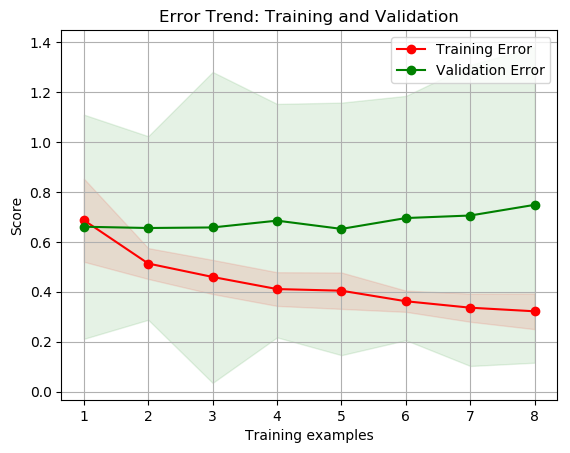 Error Trend: Training and Validation
Training Error
Validation Error
Score
1.4
1.2
1.0
0.8
0.6
0.4
0.2
0.0
1 2 3 4 5 6 7 8
Training examples